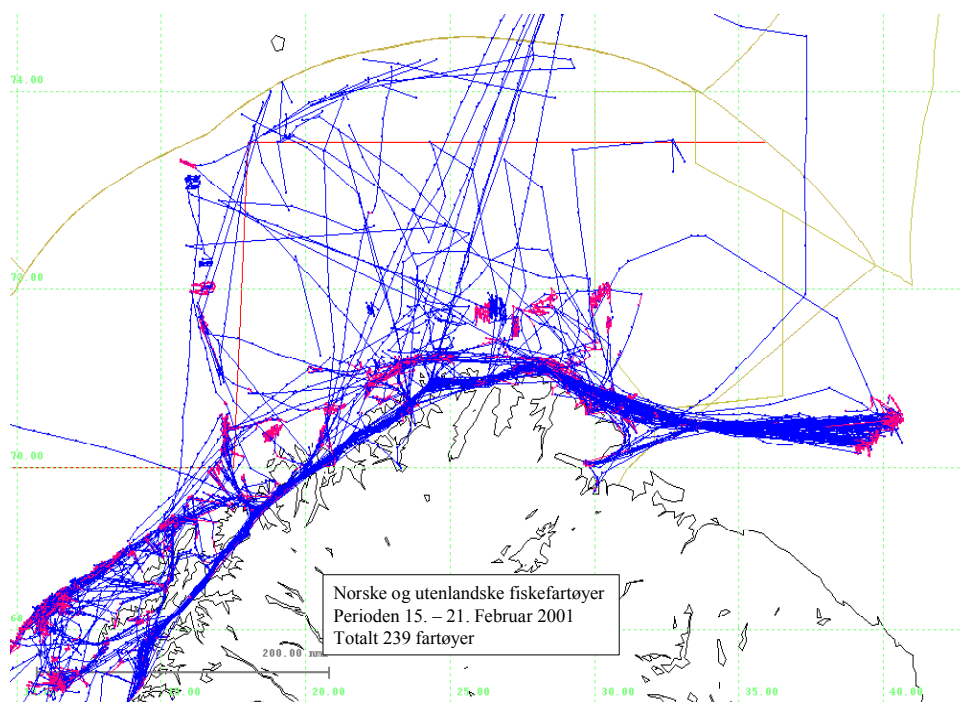 74.00
72.00
70.00
68
Norske og utenlandske fiskefartøyer
Perioden 15. – 21. Februar 2001
Totalt 239 fartøyer
200.00 nm
20.00
25.00
30.00
35.00
40.00